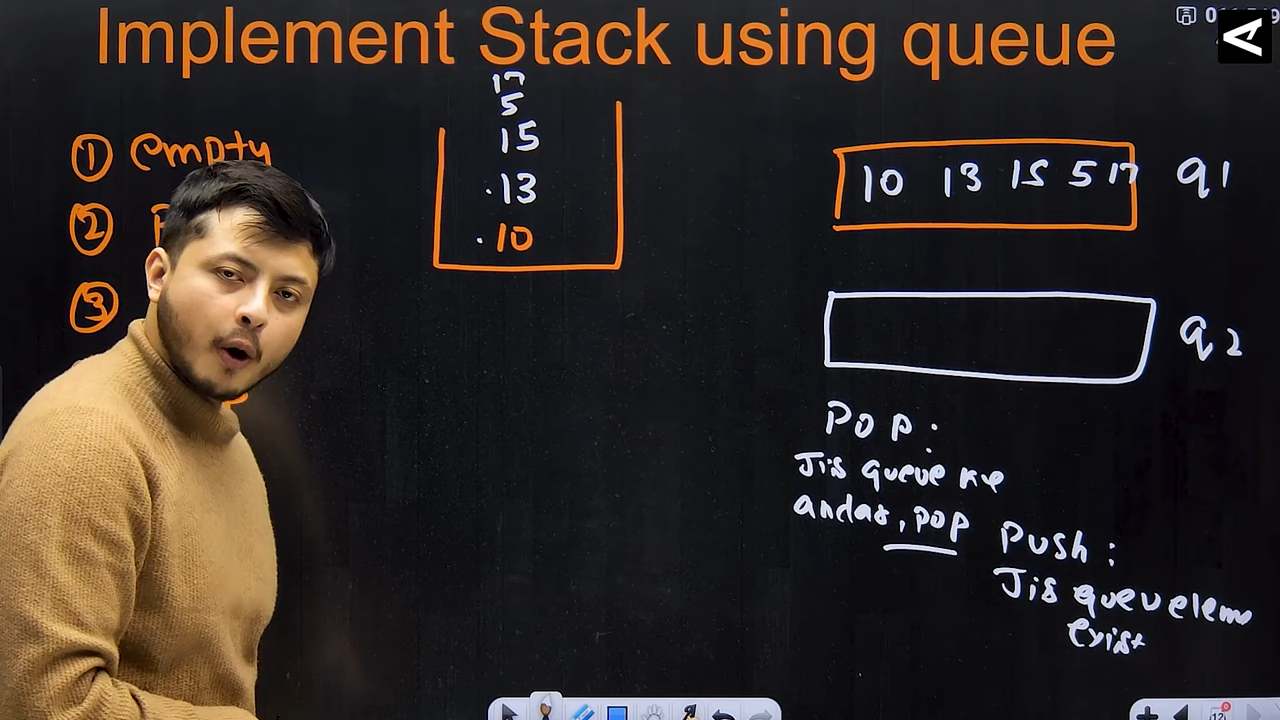 Implement Stack using queue
① empty
②
③
17
5
15
.13
.10
10 13 15 5 17 q1
q2
Pop:
Jis queue ke
andar, pop
Push:
Jis queue elem
exist